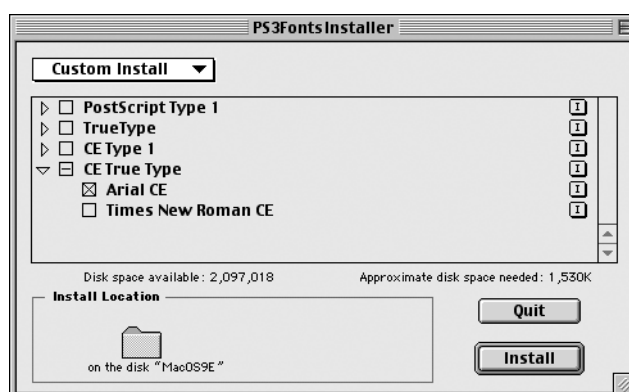 PS3FontsInstaller
Custom Install
PostScript Type 1
I
TrueType
I
CE Type 1
I
CE True Type
I
Arial CE
I
Times New Roman CE
I
Disk space available: 2,097,018 Approximate disk space needed: 1,530K
Install Location
on the disk "MacOS9E"
Quit
Install